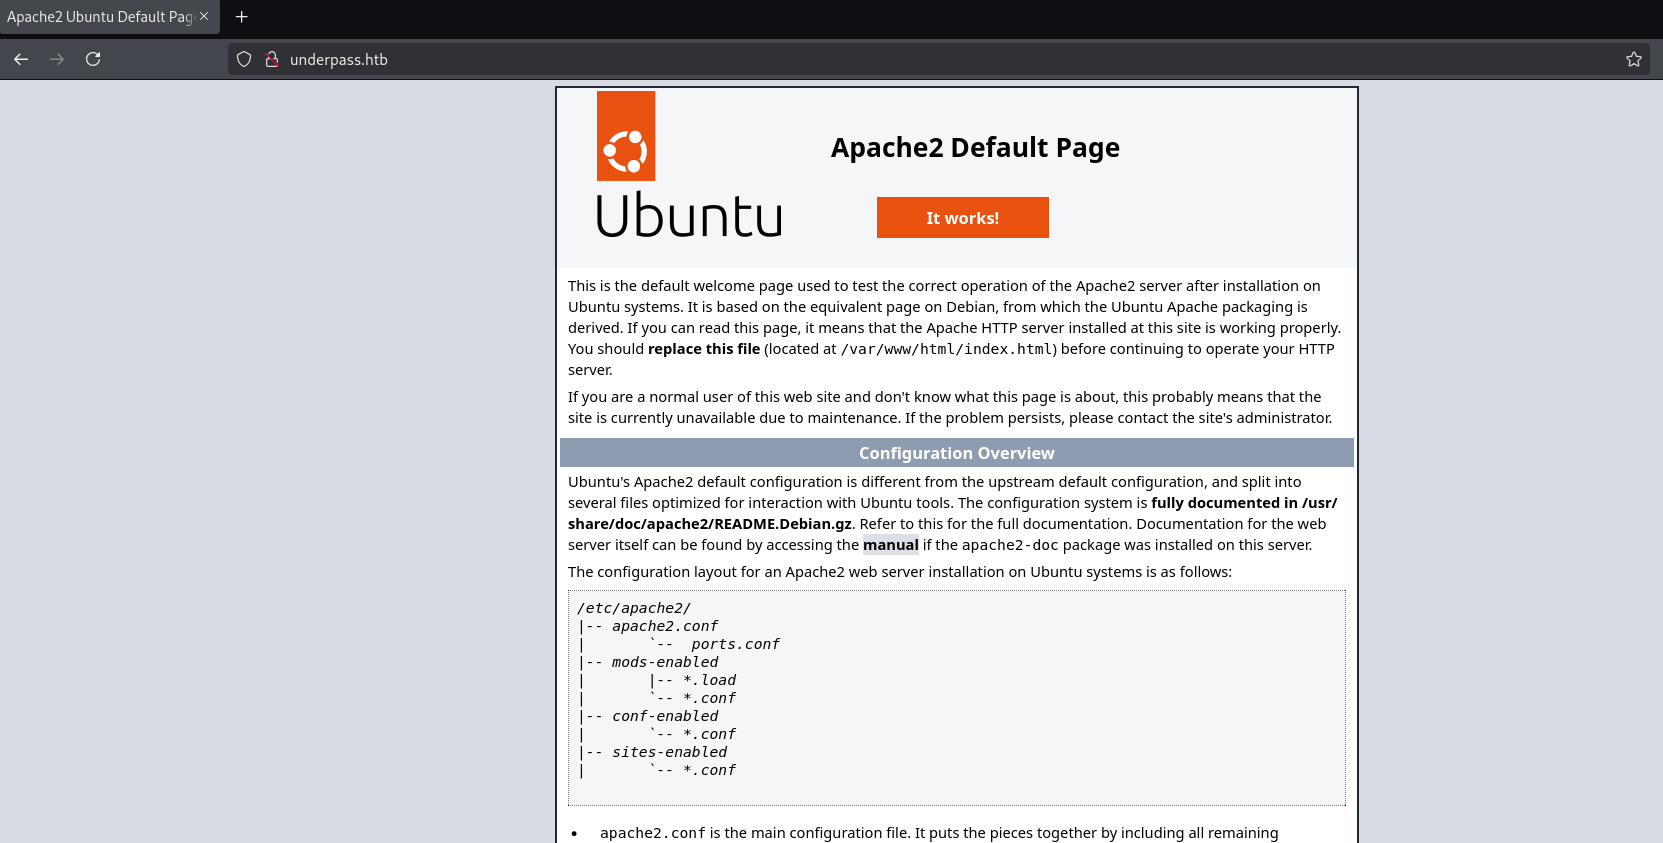 Apache2 Ubuntu Default Pag
underpass.htb
Ubuntu
Apache2 Default Page
It works!
This is the default welcome page used to test the correct operation of the Apache2 server after installation on
Ubuntu systems. It is based on the equivalent page on Debian, from which the Ubuntu Apache packaging is
derived. If you can read this page, it means that the Apache HTTP server installed at this site is working properly.
You should replace this file (located at /var/www/html/index.html) before continuing to operate your HTTP
server.
If you are a normal user of this web site and don't know what this page is about, this probably means that the
site is currently unavailable due to maintenance. If the problem persists, please contact the site's administrator.
Configuration Overview
Ubuntu's Apache2 default configuration is different from the upstream default configuration, and split into
several files optimized for interaction with Ubuntu tools. The configuration system is fully documented in /usr/
share/doc/apache2/README.Debian.gz. Refer to this for the full documentation. Documentation for the web
server itself can be found by accessing the manual if the apache2-doc package was installed on this server.
The configuration layout for an Apache2 web server installation on Ubuntu systems is as follows:
/etc/apache2/
|-- apache2.conf
|       `--  ports.conf
|-- mods-enabled
|       |-- *.load
|       `-- *.conf
|-- conf-enabled
|       `-- *.conf
|-- sites-enabled
|       `-- *.conf
• apache2.conf is the main configuration file. It puts the pieces together by including all remaining